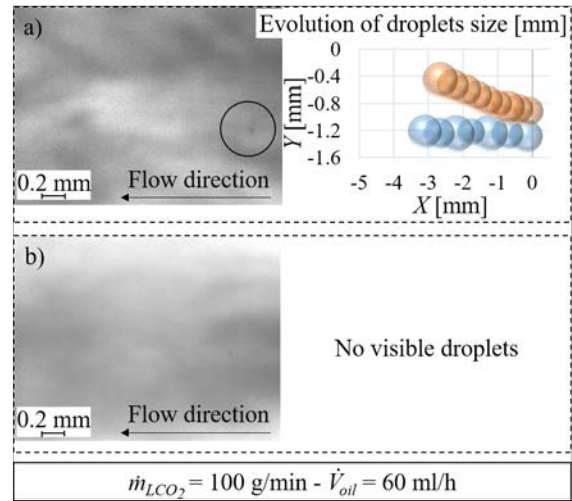 a)
0.2 mm
Flow direction
Evolution of droplets size [mm]
0
-0.4
-0.8
-1.2
-1.6
Y [mm]
-5 -4 -3 -2 -1 0
X [mm]
b)
0.2 mm
Flow direction
No visible droplets
ṁ_LCO₂ = 100 g/min - V̇_oil = 60 ml/h